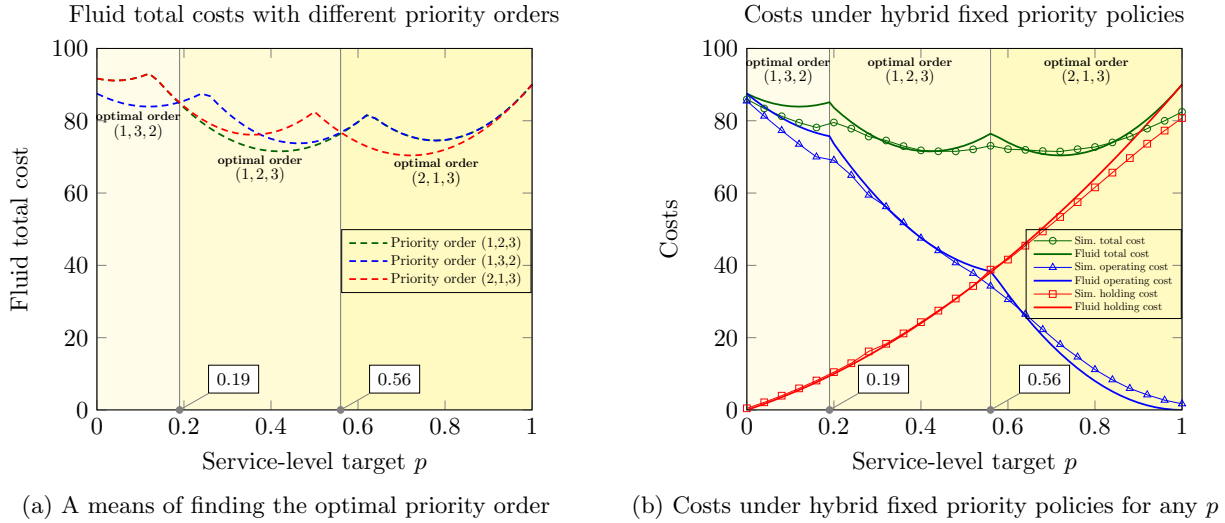 Fluid total costs with different priority orders
100
80
60
40
20
0
0
0.2
0.4
0.6
0.8
1
Fluid total cost
Service-level target p
optimal order
(1,3,2)
optimal order
(1,2,3)
optimal order
(2,1,3)
Priority order (1,2,3)
Priority order (1,3,2)
Priority order (2,1,3)
0.19
0.56
(a) A means of finding the optimal priority order
Costs under hybrid fixed priority policies
100
80
60
40
20
0
0
0.2
0.4
0.6
0.8
1
Costs
Service-level target p
optimal order
(1,3,2)
optimal order
(1,2,3)
optimal order
(2,1,3)
Sim. total cost
Fluid total cost
Sim. operating cost
Fluid operating cost
Sim. holding cost
Fluid holding cost
0.19
0.56
(b) Costs under hybrid fixed priority policies for any p